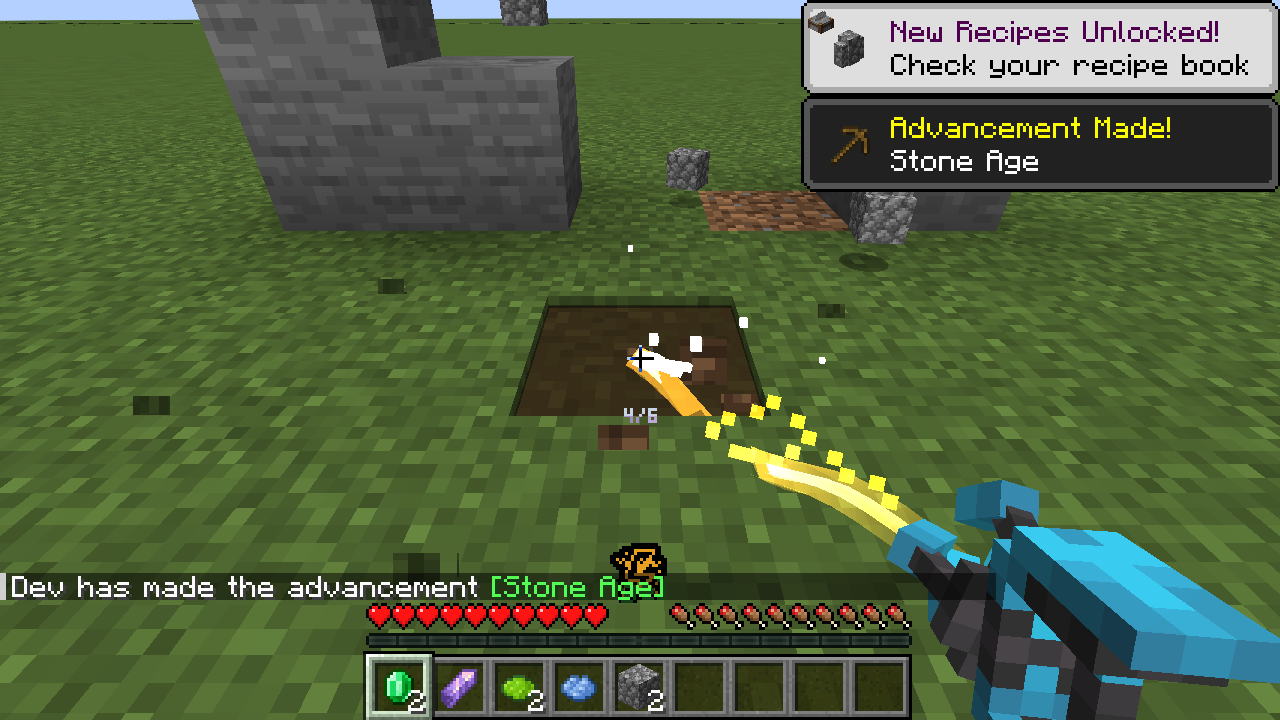 New Recipes Unlocked!
Check your recipe book
Advancement Made!
Stone Age
4/6
Dev has made the advancement [Stone Age]
2
2
2